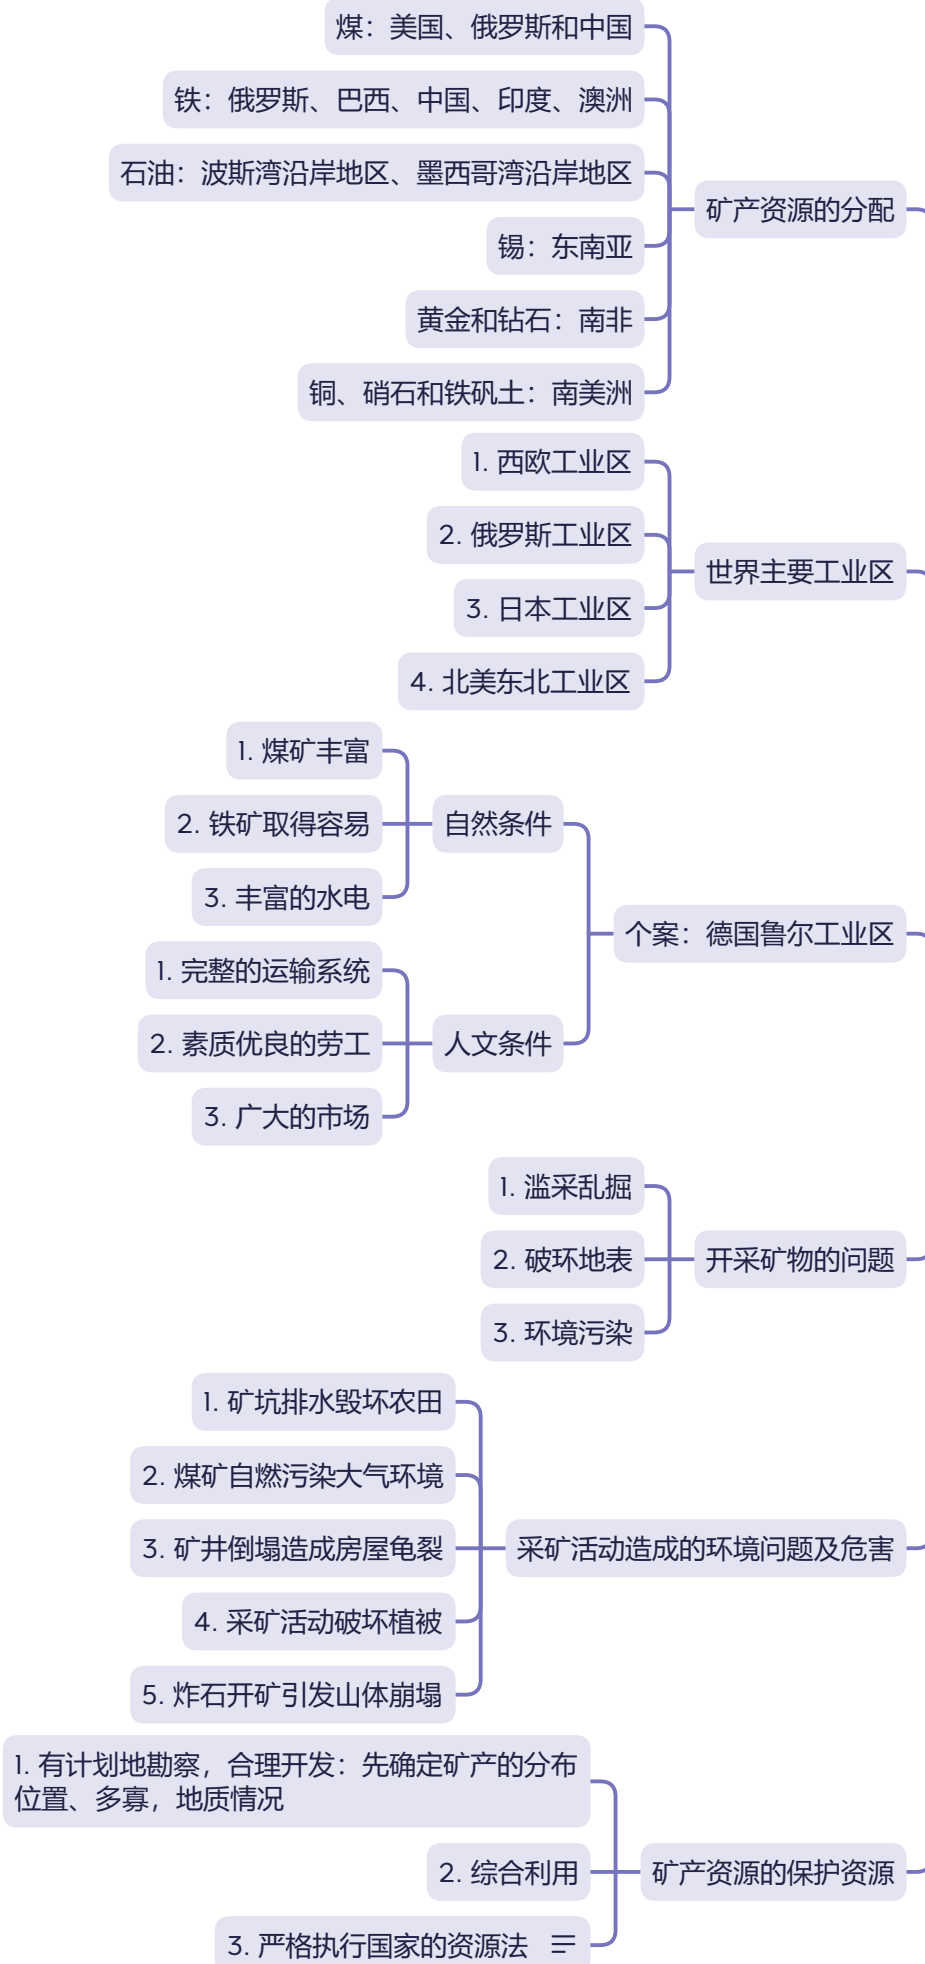 煤：美国、俄罗斯和中国
铁：俄罗斯、巴西、中国、印度、澳洲
石油：波斯湾沿岸地区、墨西哥湾沿岸地区
锡：东南亚
黄金和钻石：南非
铜、硝石和铁矾土：南美洲
矿产资源的分配
1. 西欧工业区
2. 俄罗斯工业区
3. 日本工业区
4. 北美东北工业区
世界主要工业区
1. 煤矿丰富
2. 铁矿取得容易
3. 丰富的水电
自然条件
1. 完整的运输系统
2. 素质优良的劳工
3. 广大的市场
人文条件
个案：德国鲁尔工业区
1. 滥采乱掘
2. 破环地表
3. 环境污染
开采矿物的问题
1. 矿坑排水毁坏农田
2. 煤矿自燃污染大气环境
3. 矿井倒塌造成房屋龟裂
4. 采矿活动破坏植被
5. 炸石开矿引发山体崩塌
采矿活动造成的环境问题及危害
1. 有计划地勘察，合理开发：先确定矿产的分布
位置、多寡，地质情况
2. 综合利用
3. 严格执行国家的资源法
矿产资源的保护资源